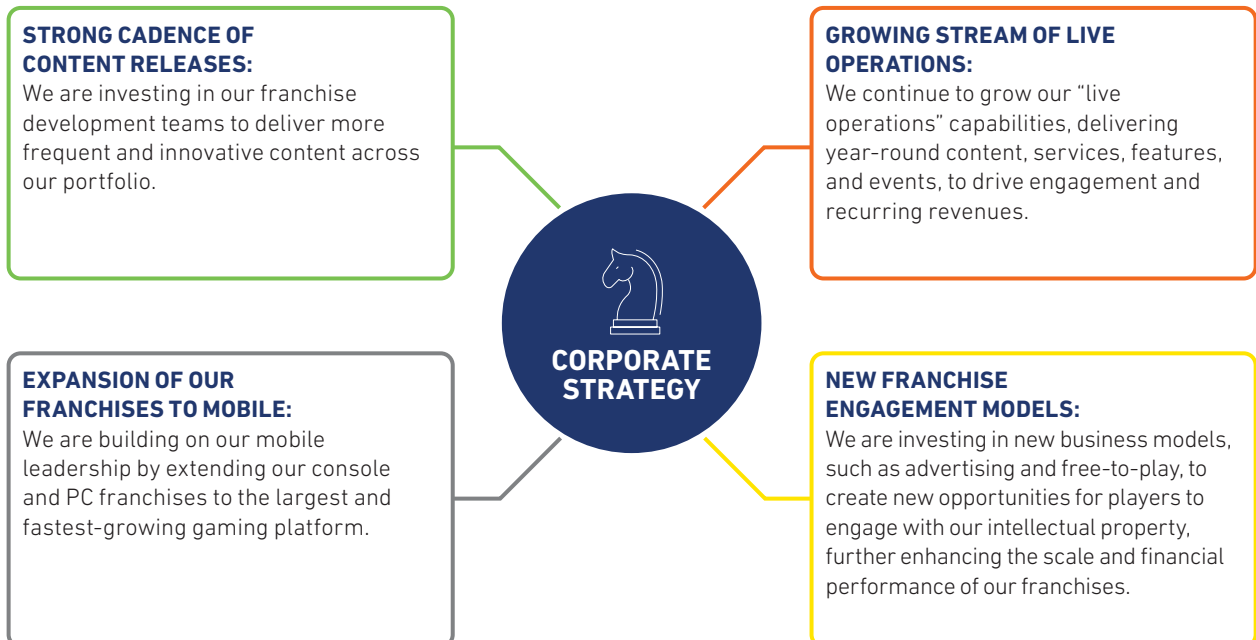 STRONG CADENCE OF
CONTENT RELEASES:
We are investing in our franchise
development teams to deliver more
frequent and innovative content across
our portfolio.
GROWING STREAM OF LIVE
OPERATIONS:
We continue to grow our “live
operations” capabilities, delivering
year-round content, services, features,
and events, to drive engagement and
recurring revenues.
CORPORATE
STRATEGY
EXPANSION OF OUR
FRANCHISES TO MOBILE:
We are building on our mobile
leadership by extending our console
and PC franchises to the largest and
fastest-growing gaming platform.
NEW FRANCHISE
ENGAGEMENT MODELS:
We are investing in new business models,
such as advertising and free-to-play, to
create new opportunities for players to
engage with our intellectual property,
further enhancing the scale and financial
performance of our franchises.